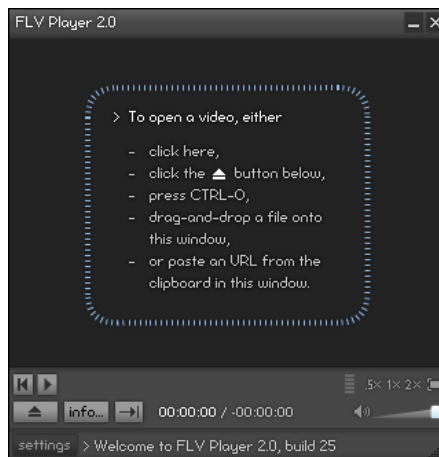 FLV Player 2.0
> To open a video, either
- click here,
- click the ⏏ button below,
- press CTRL-O,
- drag-and-drop a file onto
this window,
- or paste an URL from the
clipboard in this window.
.5× 1× 2×
info... 00:00:00 / -00:00:00
settings > Welcome to FLV Player 2.0, build 25